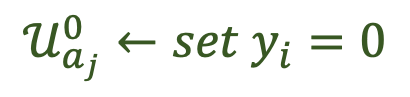 𝒰⁰_{a_j} ← set y_i = 0